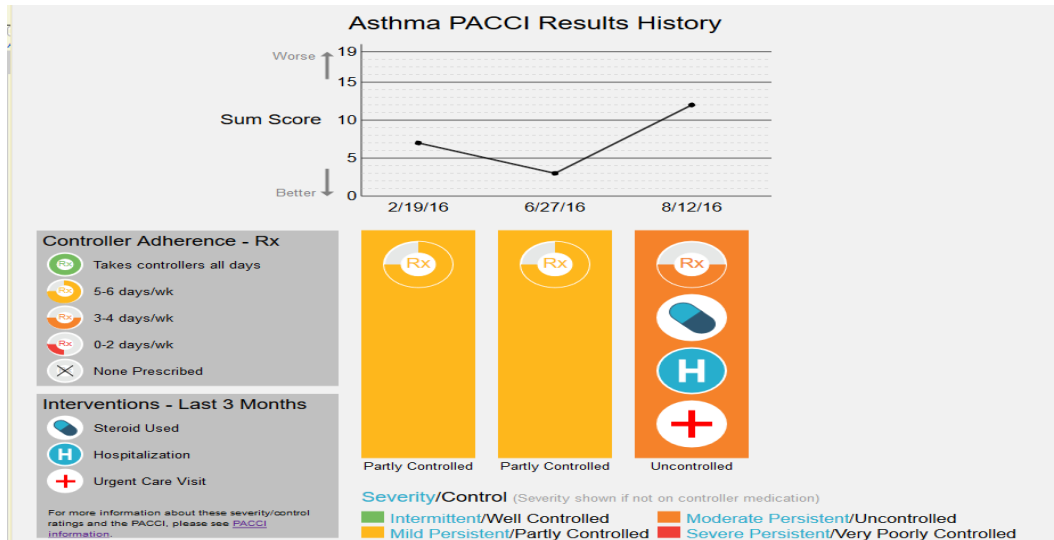 Asthma PACCI Results History
Worse
19
15
Sum Score
10
5
Better
0
2/19/16 6/27/16 8/12/16
Controller Adherence - Rx
Rx Takes controllers all days
Rx 5-6 days/wk
Rx 3-4 days/wk
Rx 0-2 days/wk
None Prescribed
Interventions - Last 3 Months
Steroid Used
H Hospitalization
Urgent Care Visit
For more information about these severity/control
ratings and the PACCI, please see PACCI
information.
Rx Rx Rx
H
Partly Controlled Partly Controlled Uncontrolled
Severity/Control (Severity shown if not on controller medication)
Intermittent/Well Controlled Moderate Persistent/Uncontrolled
Mild Persistent/Partly Controlled Severe Persistent/Very Poorly Controlled